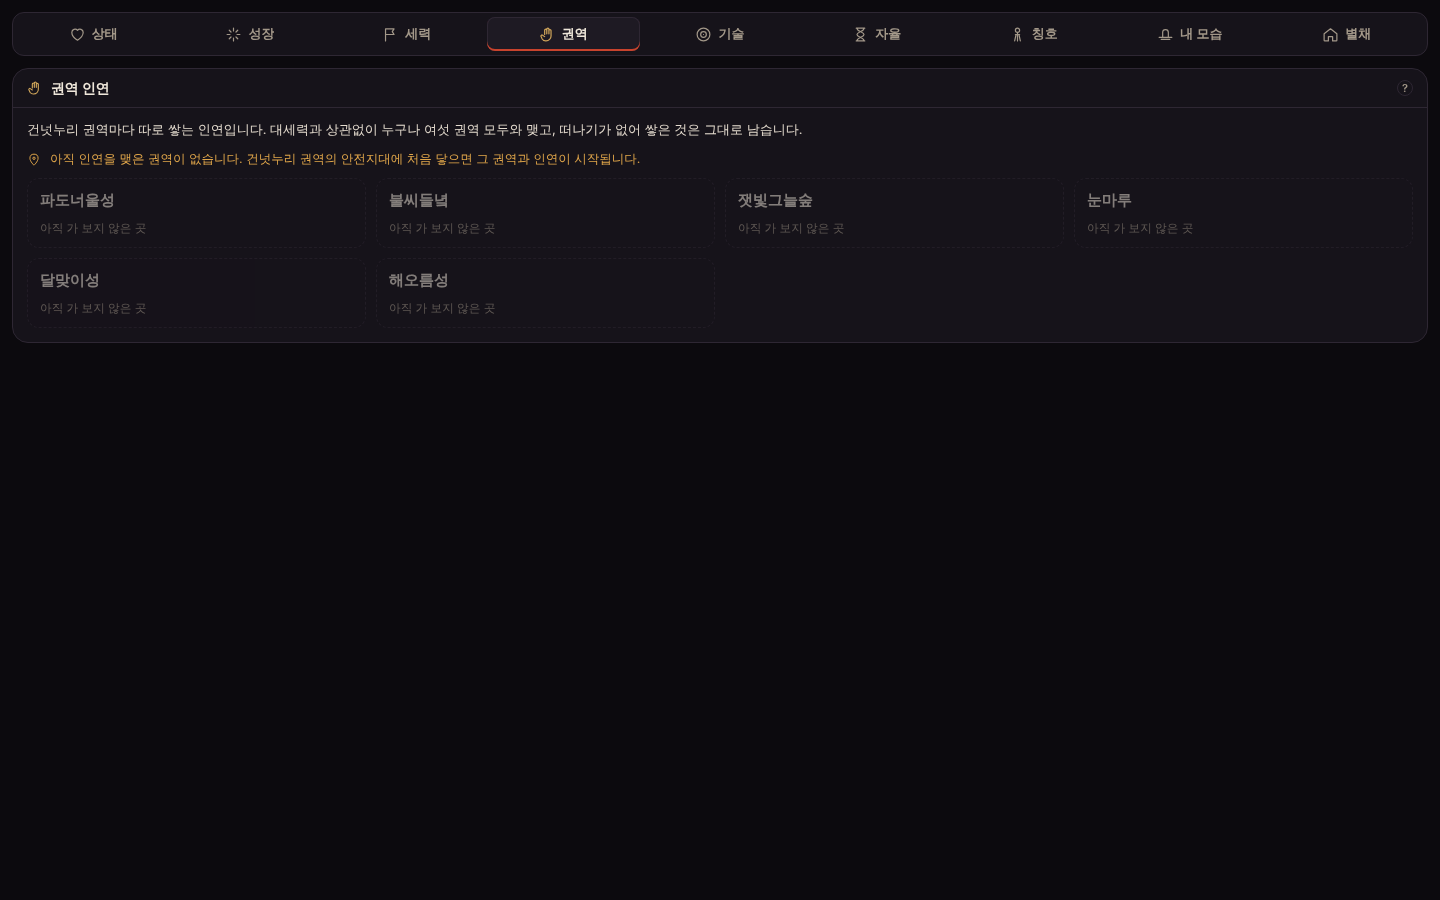 상태
성장
세력
권역
기술
자율
칭호
내 모습
별채
권역 인연
?
건넛누리 권역마다 따로 쌓는 인연입니다. 대세력과 상관없이 누구나 여섯 권역 모두와 맺고, 떠나기가 없어 쌓은 것은 그대로 남습니다.
아직 인연을 맺은 권역이 없습니다. 건넛누리 권역의 안전지대에 처음 닿으면 그 권역과 인연이 시작됩니다.
파도너울성
아직 가 보지 않은 곳
불씨들녘
아직 가 보지 않은 곳
잿빛그늘숲
아직 가 보지 않은 곳
눈마루
아직 가 보지 않은 곳
달맞이성
아직 가 보지 않은 곳
해오름성
아직 가 보지 않은 곳